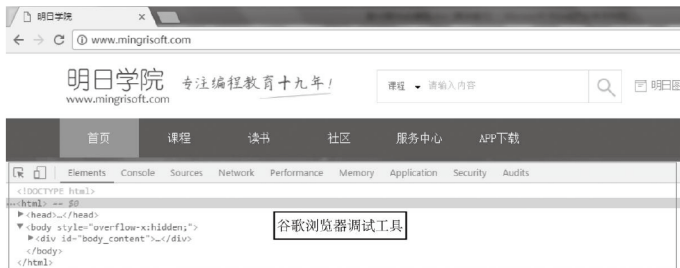 明日学院 ×
www.mingrisoft.com
明日学院 专注编程教育十九年!
www.mingrisoft.com
课程 请输入内容
明日图
首页 课程 读书 社区 服务中心 APP下载
Elements Console Sources Network Performance Memory Application Security Audits
<!DOCTYPE html>
...<html> == $0
▶<head>…</head>
▼<body style="overflow-x:hidden;">
▶<div id="body_content">…</div>
</body>
</html>
谷歌浏览器调试工具